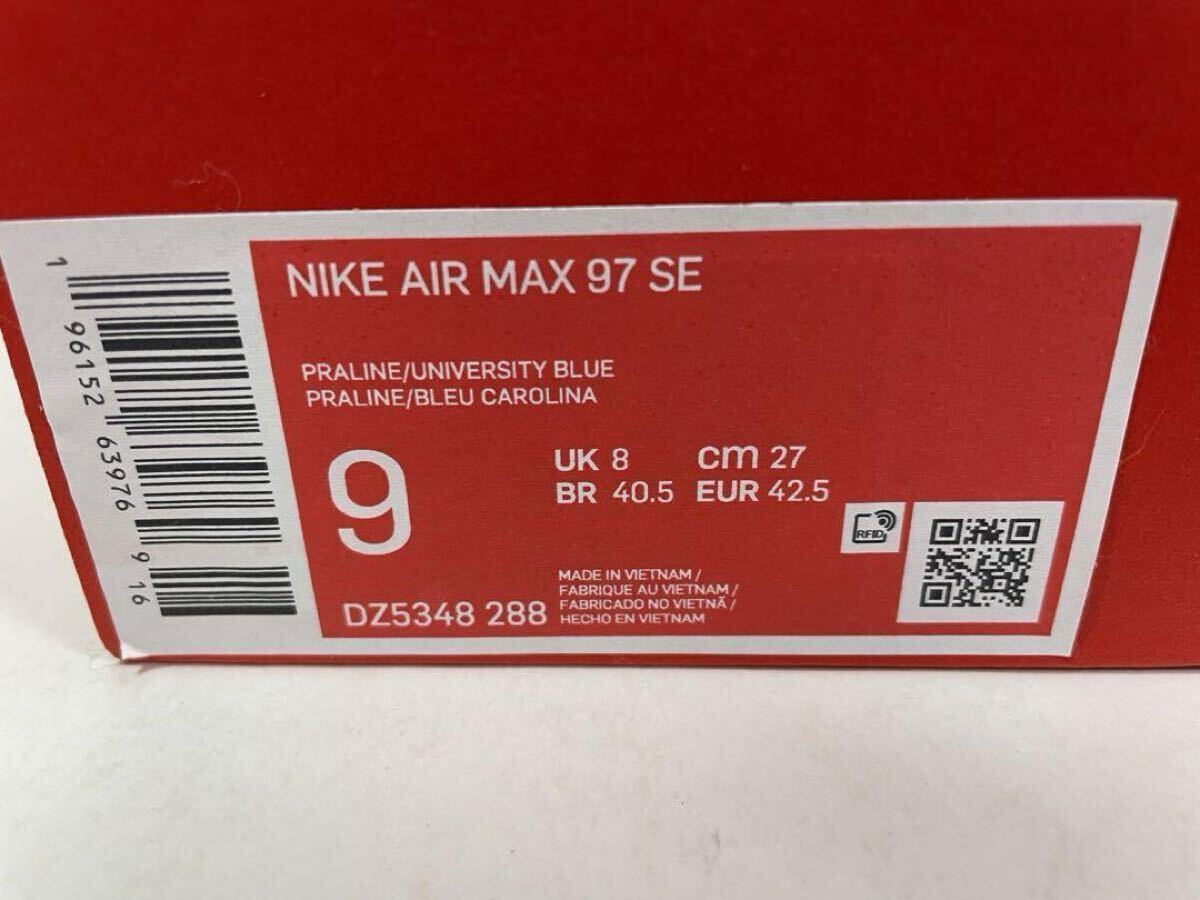 NIKE AIR MAX 97 SE
PRALINE/UNIVERSITY BLUE
PRALINE/BLEU CAROLINA
9
UK 8 cm 27
BR 40.5 EUR 42.5
RFID
DZ5348 288
MADE IN VIETNAM /
FABRIQUE AU VIETNAM /
FABRICADO NO VIETNÃ /
HECHO EN VIETNAM
1 96152 63976 9 16